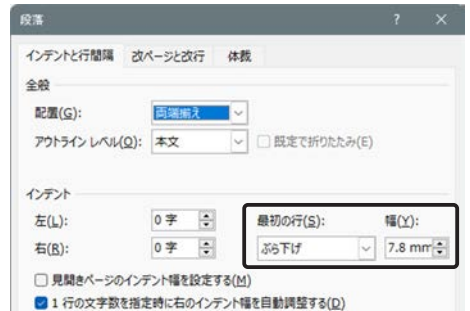 段落 ? ×
インデントと行間隔 改ページと改行 体裁
全般
配置(G): 両端揃え
アウトライン レベル(O): 本文 既定で折りたたみ(E)
インデント
左(L): 0 字 最初の行(S): 幅(Y):
右(R): 0 字 ぶら下げ 7.8 mm
見開きページのインデント幅を設定する(M)
1 行の文字数を指定時に右のインデント幅を自動調整する(D)